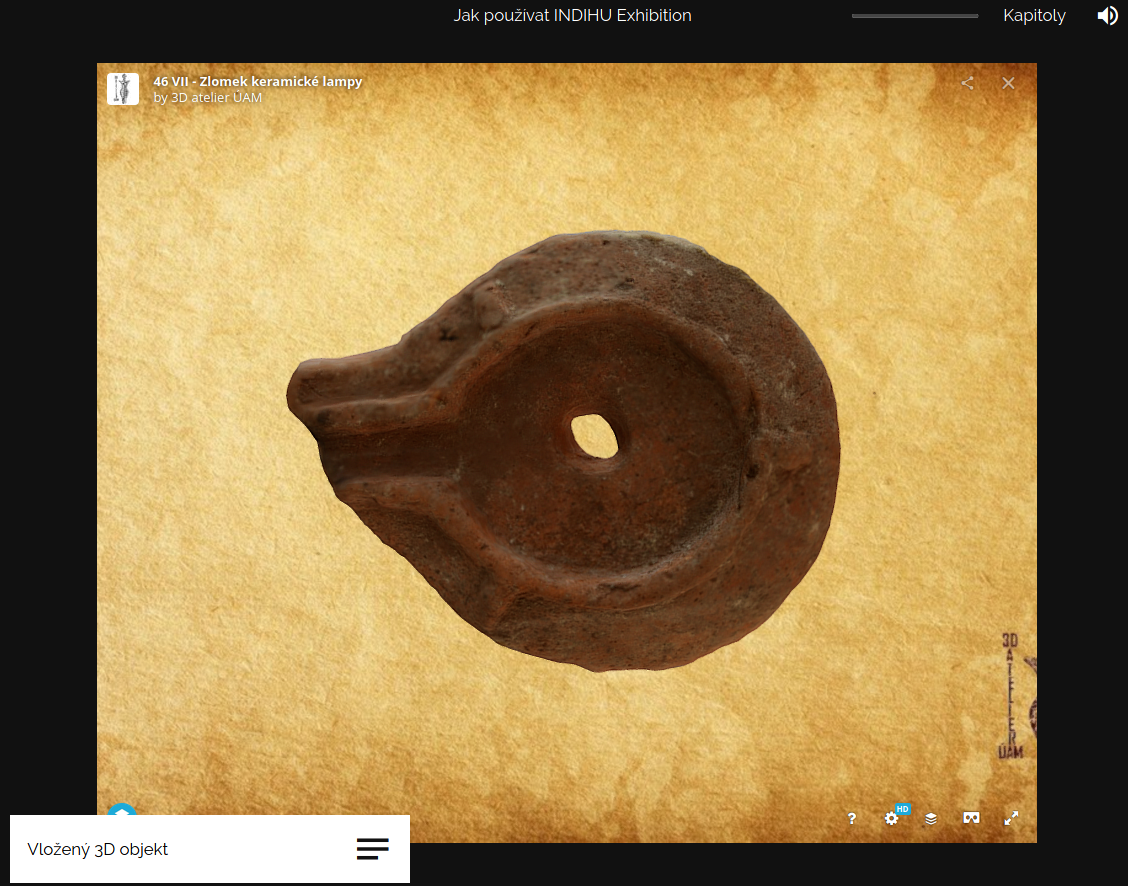 Jak používat INDIHU Exhibition
Kapitoly
46 VII - Zlomek keramické lampy
by 3D atelier ÚAM
3D
ATELIER
ÚAM
?
HD
Vložený 3D objekt